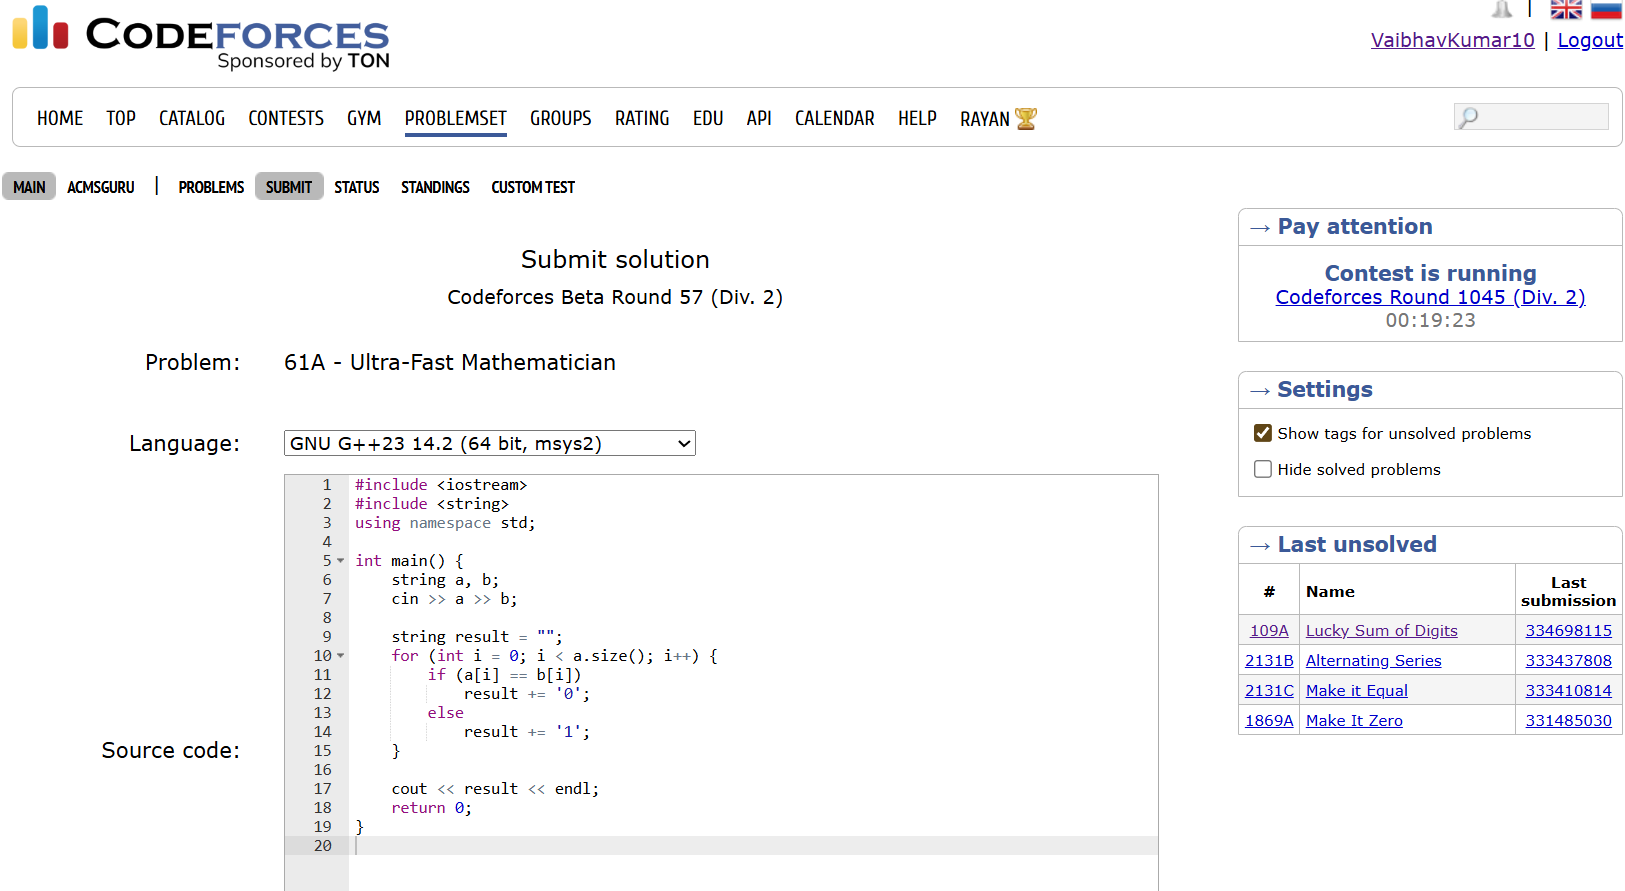 CODEFORCES
Sponsored by TON
|
VaibhavKumar10 | Logout
HOME TOP CATALOG CONTESTS GYM PROBLEMSET GROUPS RATING EDU API CALENDAR HELP RAYAN
MAIN ACMSGURU | PROBLEMS SUBMIT STATUS STANDINGS CUSTOM TEST
Submit solution
Codeforces Beta Round 57 (Div. 2)
Problem: 61A - Ultra-Fast Mathematician
Language: GNU G++23 14.2 (64 bit, msys2)
Source code:
1 #include <iostream>
2 #include <string>
3 using namespace std;
4
5 int main() {
6     string a, b;
7     cin >> a >> b;
8
9     string result = "";
10     for (int i = 0; i < a.size(); i++) {
11         if (a[i] == b[i])
12             result += '0';
13         else
14             result += '1';
15     }
16
17     cout << result << endl;
18     return 0;
19 }
20
→ Pay attention
Contest is running
Codeforces Round 1045 (Div. 2)
00:19:23
→ Settings
Show tags for unsolved problems
Hide solved problems
→ Last unsolved
# Name Last submission
109A Lucky Sum of Digits 334698115
2131B Alternating Series 333437808
2131C Make it Equal 333410814
1869A Make It Zero 331485030